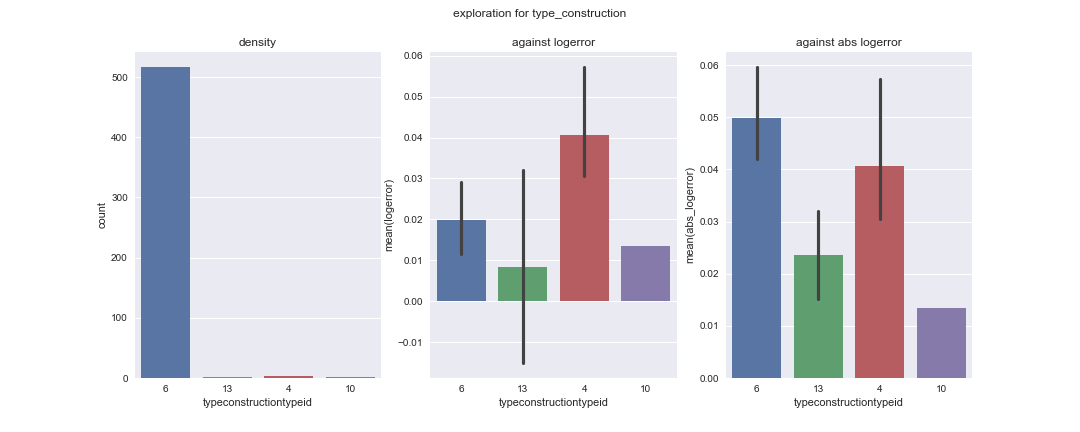 exploration for type_construction
density
500
400
300
200
100
0
count
6 13 4 10
typeconstructiontypeid
against logerror
0.06
0.05
0.04
0.03
0.02
0.01
0.00
−0.01
mean(logerror)
6 13 4 10
typeconstructiontypeid
against abs logerror
0.06
0.05
0.04
0.03
0.02
0.01
0.00
mean(abs_logerror)
6 13 4 10
typeconstructiontypeid